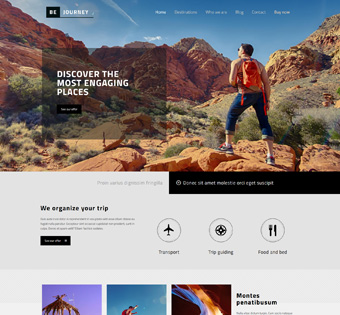 BE JOURNEY
Home Destinations Who we are Blog Contact Buy now
DISCOVER THE
MOST ENGAGING
PLACES
See our offer
Proin varius dignissim fringilla
Donec sit amet molestie orci eget suscipit
We organize your trip
See our offer
Transport
Trip guiding
Food and bed
Montes
penatibusum